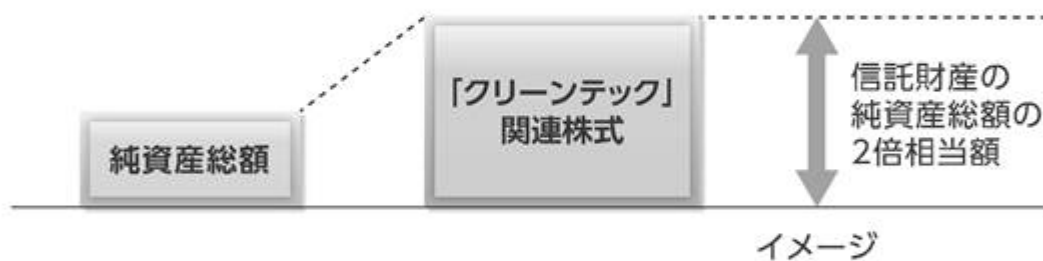 純資産総額
「クリーンテック」
関連株式
信託財産の
純資産総額の
2倍相当額
イメージ